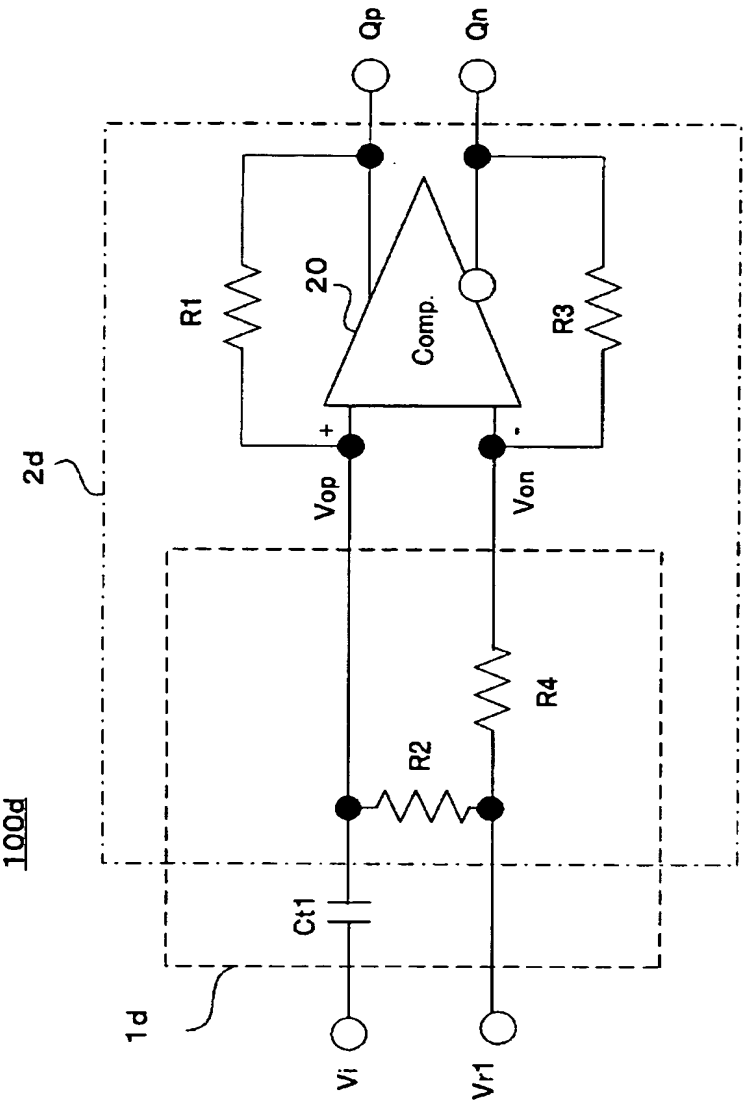 100d
1d
2d
Vi
Vr1
Ct1
R2
R4
Vop
Von
+
-
R1
20
Comp.
R3
Qp
Qn